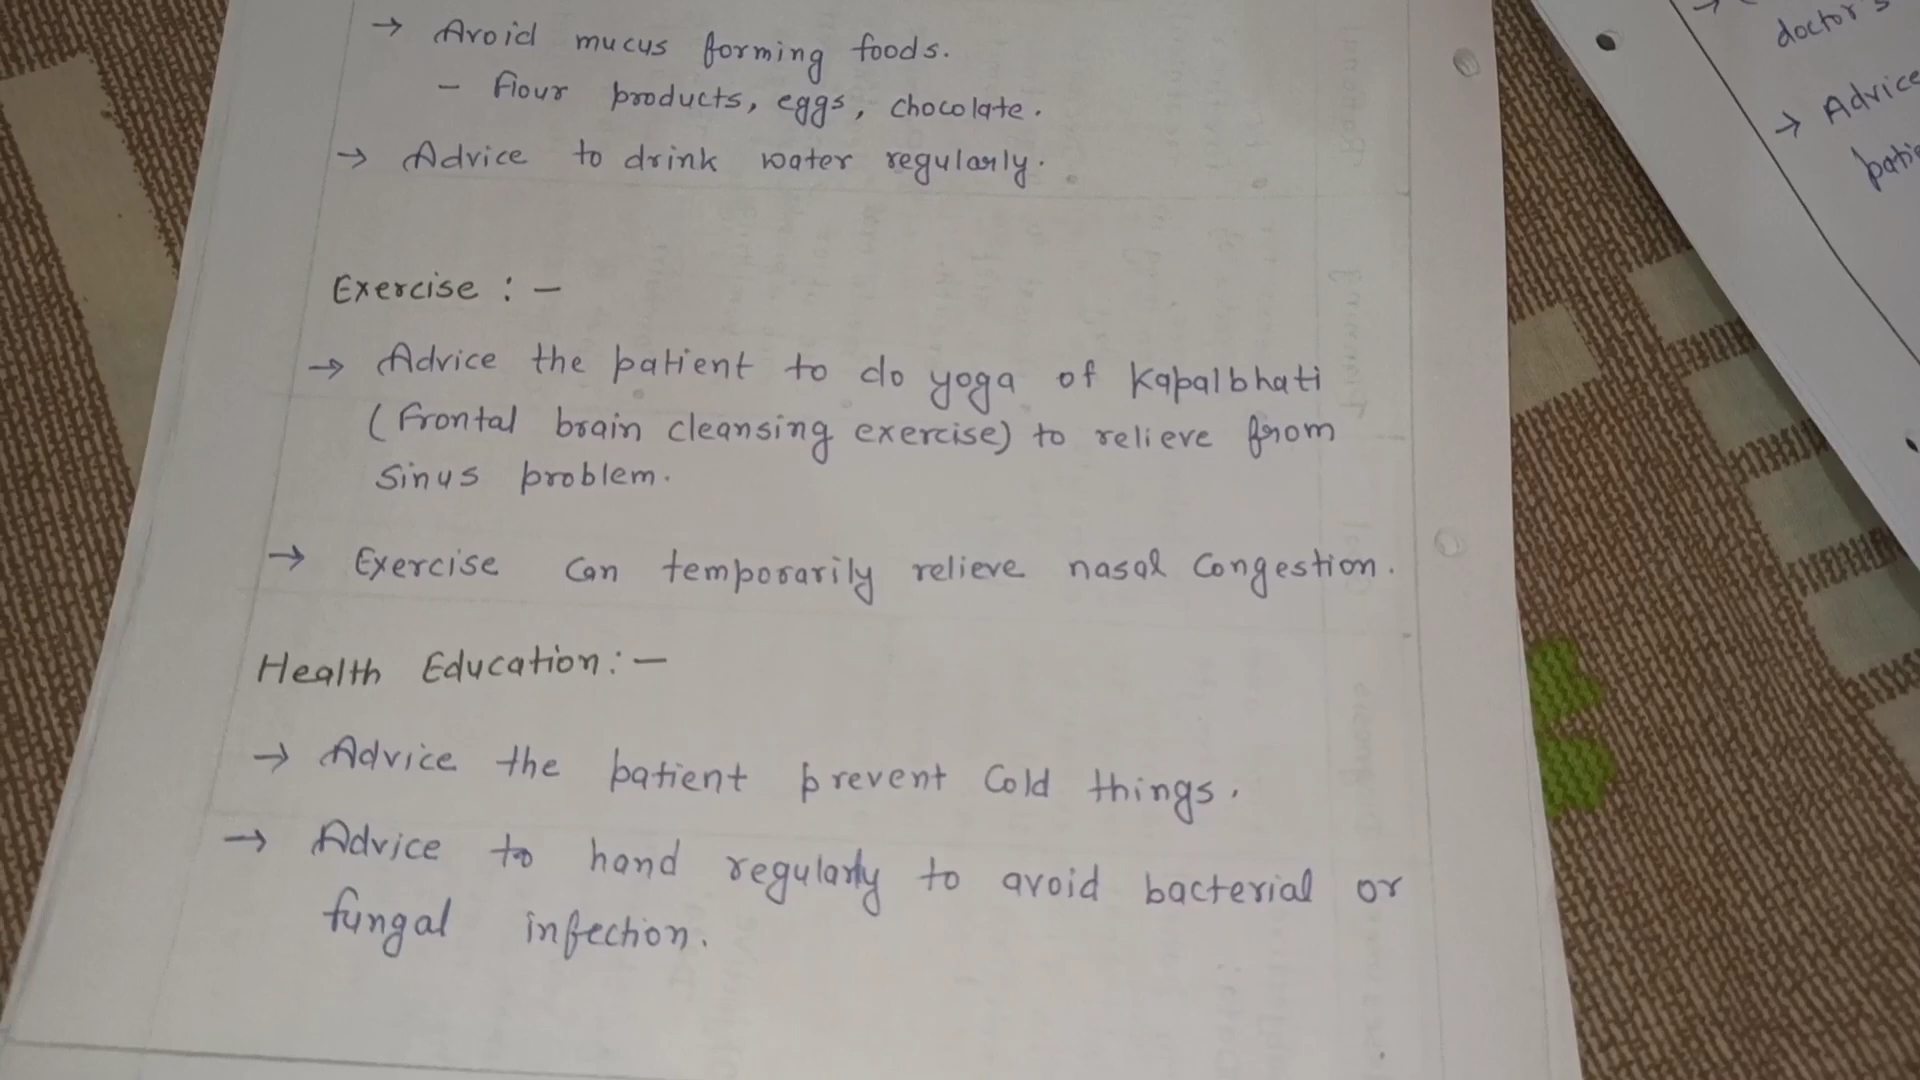 → Avoid mucus forming foods.
- Flour products, eggs, chocolate.
→ Advice to drink water regularly.
Exercise : -
→ Advice the patient to do yoga of Kapalbhati
(Frontal brain cleansing exercise) to relieve from
Sinus problem.
→ Exercise can temporarily relieve nasal Congestion.
Health Education : -
→ Advice the patient prevent Cold things.
→ Advice to hand regularly to avoid bacterial or
fungal infection.
doctor's
→ Advice